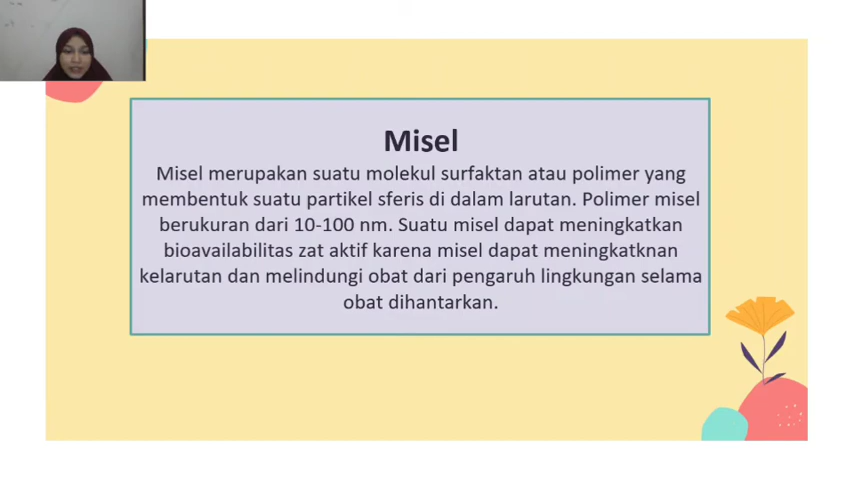 Misel
Misel merupakan suatu molekul surfaktan atau polimer yang
membentuk suatu partikel sferis di dalam larutan. Polimer misel
berukuran dari 10-100 nm. Suatu misel dapat meningkatkan
bioavailabilitas zat aktif karena misel dapat meningkatknan
kelarutan dan melindungi obat dari pengaruh lingkungan selama
obat dihantarkan.